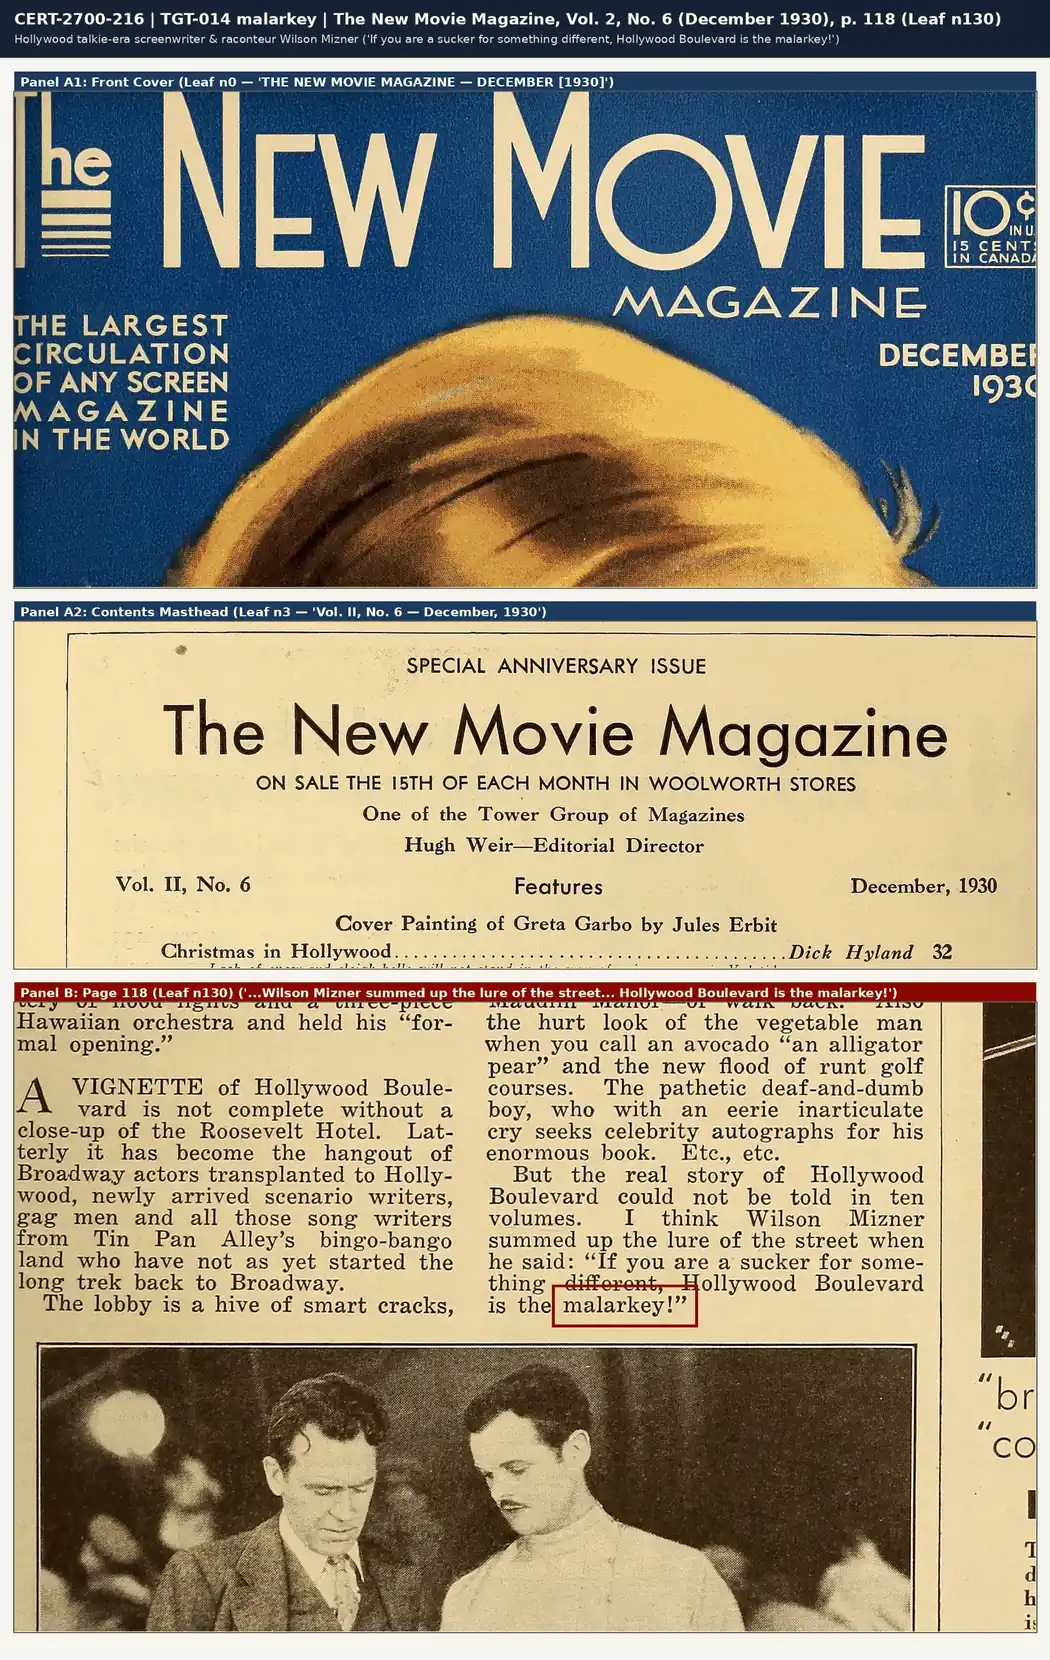 CERT-2700-216 | TGT-014 malarkey | The New Movie Magazine, Vol. 2, No. 6 (December 1930), p. 118 (Leaf n130)
Hollywood talkie-era screenwriter & raconteur Wilson Mizner ('If you are a sucker for something different, Hollywood Boulevard is the malarkey!')
Panel A1: Front Cover (Leaf n0 — 'THE NEW MOVIE MAGAZINE — DECEMBER [1930]')
The NEW MOVIE
MAGAZINE
10¢
IN U.
15 CENTS
IN CANADA
THE LARGEST
CIRCULATION
OF ANY SCREEN
MAGAZINE
IN THE WORLD
DECEMBER
1930
Panel A2: Contents Masthead (Leaf n3 — 'Vol. II, No. 6 — December, 1930')
SPECIAL ANNIVERSARY ISSUE
The New Movie Magazine
ON SALE THE 15TH OF EACH MONTH IN WOOLWORTH STORES
One of the Tower Group of Magazines
Hugh Weir—Editorial Director
Vol. II, No. 6 Features December, 1930
Cover Painting of Greta Garbo by Jules Erbit
Christmas in Hollywood........................................Dick Hyland 32
Panel B: Page 118 (Leaf n130) ('...Wilson Mizner summed up the lure of the street... Hollywood Boulevard is the malarkey!')
tery of flood lights and a three-piece
Hawaiian orchestra and held his “for-
mal opening.”
A VIGNETTE of Hollywood Boule-
vard is not complete without a
close-up of the Roosevelt Hotel. Lat-
terly it has become the hangout of
Broadway actors transplanted to Holly-
wood, newly arrived scenario writers,
gag men and all those song writers
from Tin Pan Alley’s bingo-bango
land who have not as yet started the
long trek back to Broadway.
The lobby is a hive of smart cracks,
Maudlin Manor—or walk back. Also
the hurt look of the vegetable man
when you call an avocado “an alligator
pear” and the new flood of runt golf
courses. The pathetic deaf-and-dumb
boy, who with an eerie inarticulate
cry seeks celebrity autographs for his
enormous book. Etc., etc.
But the real story of Hollywood
Boulevard could not be told in ten
volumes. I think Wilson Mizner
summed up the lure of the street when
he said: “If you are a sucker for some-
thing different, Hollywood Boulevard
is the malarkey!”
“br
“co
T
d
h
is